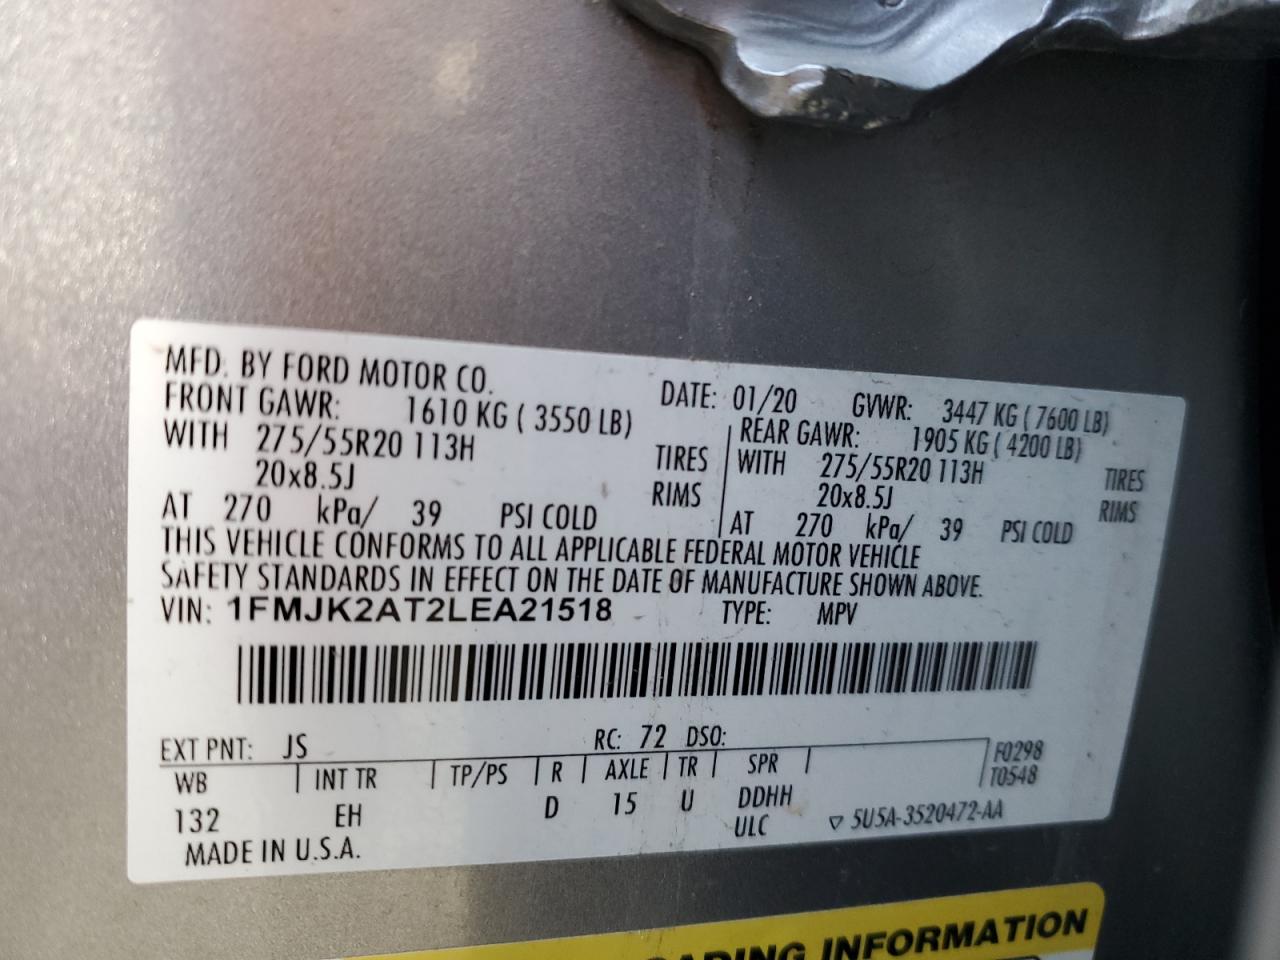 MFD. BY FORD MOTOR CO.
DATE: 01/20 GVWR: 3447 KG ( 7600 LB)
FRONT GAWR: 1610 KG ( 3550 LB)
WITH 275/55R20 113H TIRES
20x8.5J RIMS
AT 270 kPa/ 39 PSI COLD
REAR GAWR: 1905 KG ( 4200 LB)
WITH 275/55R20 113H TIRES
20x8.5J RIMS
AT 270 kPa/ 39 PSI COLD
THIS VEHICLE CONFORMS TO ALL APPLICABLE FEDERAL MOTOR VEHICLE
SAFETY STANDARDS IN EFFECT ON THE DATE OF MANUFACTURE SHOWN ABOVE.
VIN: 1FMJK2AT2LEA21518 TYPE: MPV
EXT PNT: JS RC: 72 DSO:
WB INT TR TP/PS R AXLE TR SPR F0298
T0548
132 EH D 15 U DDHH
ULC ▽ 5U5A-3520472-AA
MADE IN U.S.A.
INFORMATION